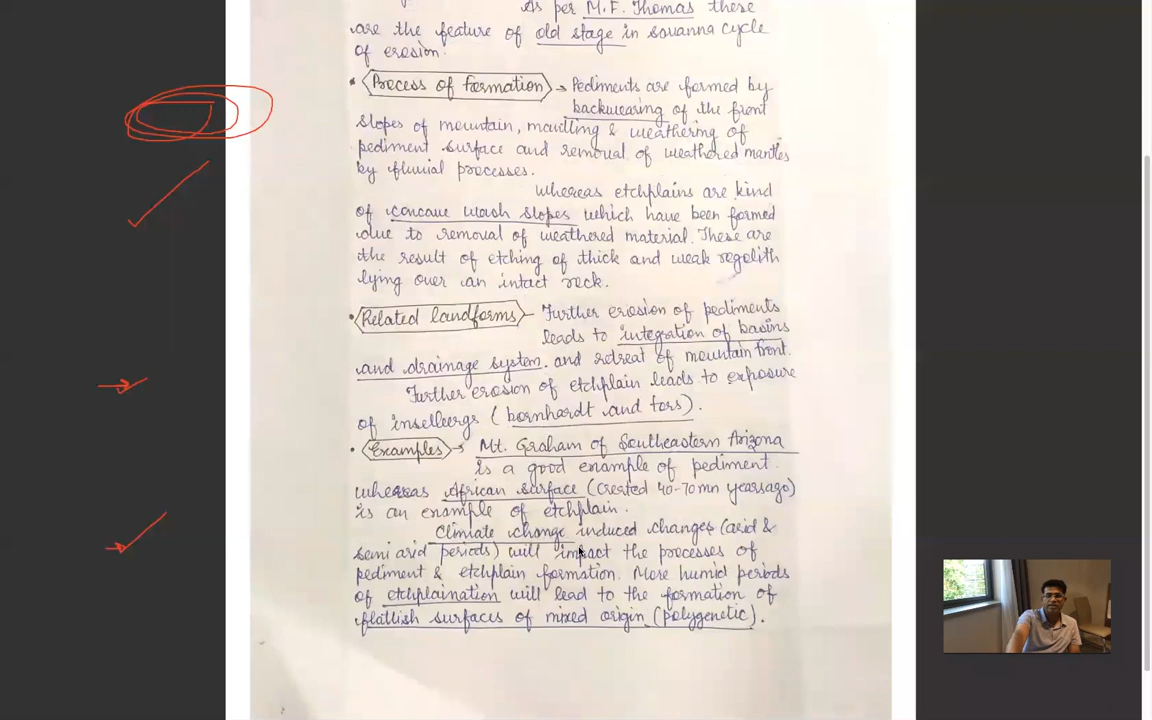 As per M.F. Thomas these
are the feature of old stage in savanna cycle
of erosion.
• Process of formation → Pediments are formed by
backwearing of the front
slopes of mountain, mantling & weathering of
pediment surface and removal of weathered mantles
by fluvial processes.
whereas etchplains are kind
of concave wash slopes which have been formed
due to removal of weathered material. These are
the result of etching of thick and weak regolith
lying over an intact rock.
• Related landforms – Further erosion of pediments
leads to integration of basins
and drainage system. and retreat of mountain front.
Further erosion of etchplain leads to exposure
of inselbergs (bornhardt and tors).
• Examples → Mt. Graham of Southeastern Arizona
is a good example of pediment.
whereas African surface (created 40-70mn yearsago)
is an example of etchplain.
Climate change induced changes (arid &
semi arid periods) will impact the processes of
pediment & etchplain formation. More humid periods
of etchplaination will lead to the formation of
flattish surfaces of mixed origin (polygenetic).